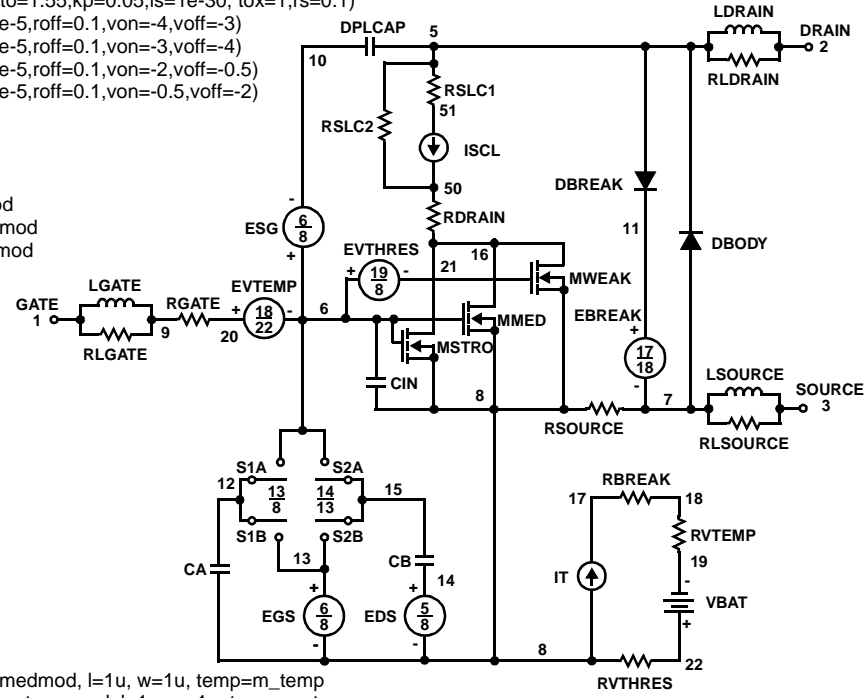 to=1.55,kp=0.05,is=1e-30, tox=1,rs=0.1)
e-5,roff=0.1,von=-4,voff=-3)
e-5,roff=0.1,von=-3,voff=-4)
e-5,roff=0.1,von=-2,voff=-0.5)
e-5,roff=0.1,von=-0.5,voff=-2)
LDRAIN
DPLCAP
5
DRAIN
2
10
RLDRAIN
RSLC1
51
RSLC2
ISCL
50
od
mod
mod
-
ESG
6
8
+
RDRAIN
DBREAK
11
DBODY
EVTHRES
+
19
8
-
21
16
MWEAK
LGATE
GATE
1
RLGATE
9
RGATE
20
EVTEMP
+
18
22
-
6
MMED
MSTRO
EBREAK
+
17
18
-
CIN
8
7
LSOURCE
SOURCE
3
RSOURCE
RLSOURCE
S1A
S2A
12
13
8
14
13
15
S1B
S2B
13
CA
CB
14
+
EGS
6
8
-
+
EDS
5
8
-
RBREAK
17
18
RVTEMP
19
IT
-
VBAT
+
8
22
RVTHRES
medmod, l=1u, w=1u, temp=m_temp